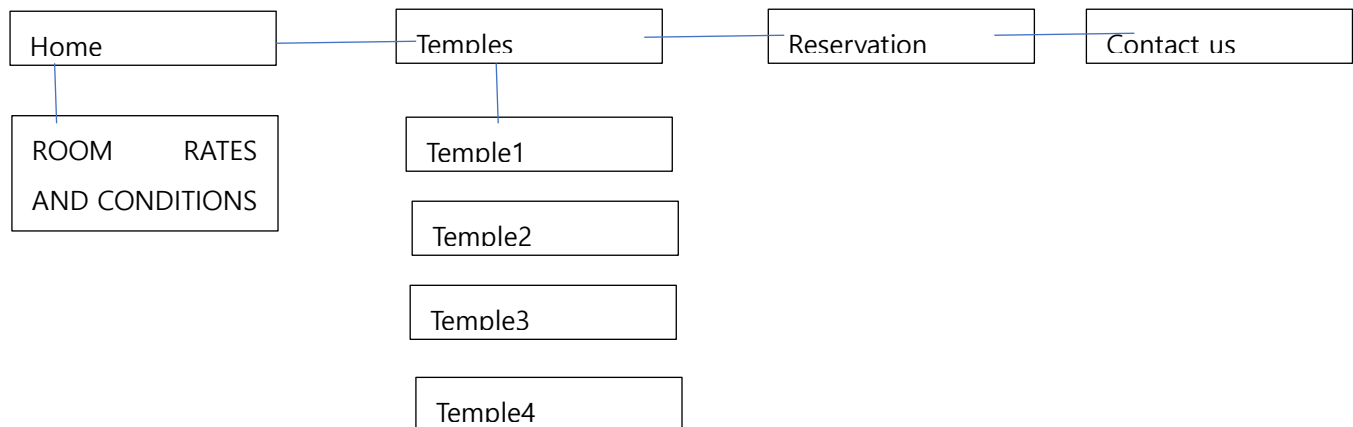 Home
Temples
Reservation
Contact us
ROOM RATES
AND CONDITIONS
Temple1
Temple2
Temple3
Temple4